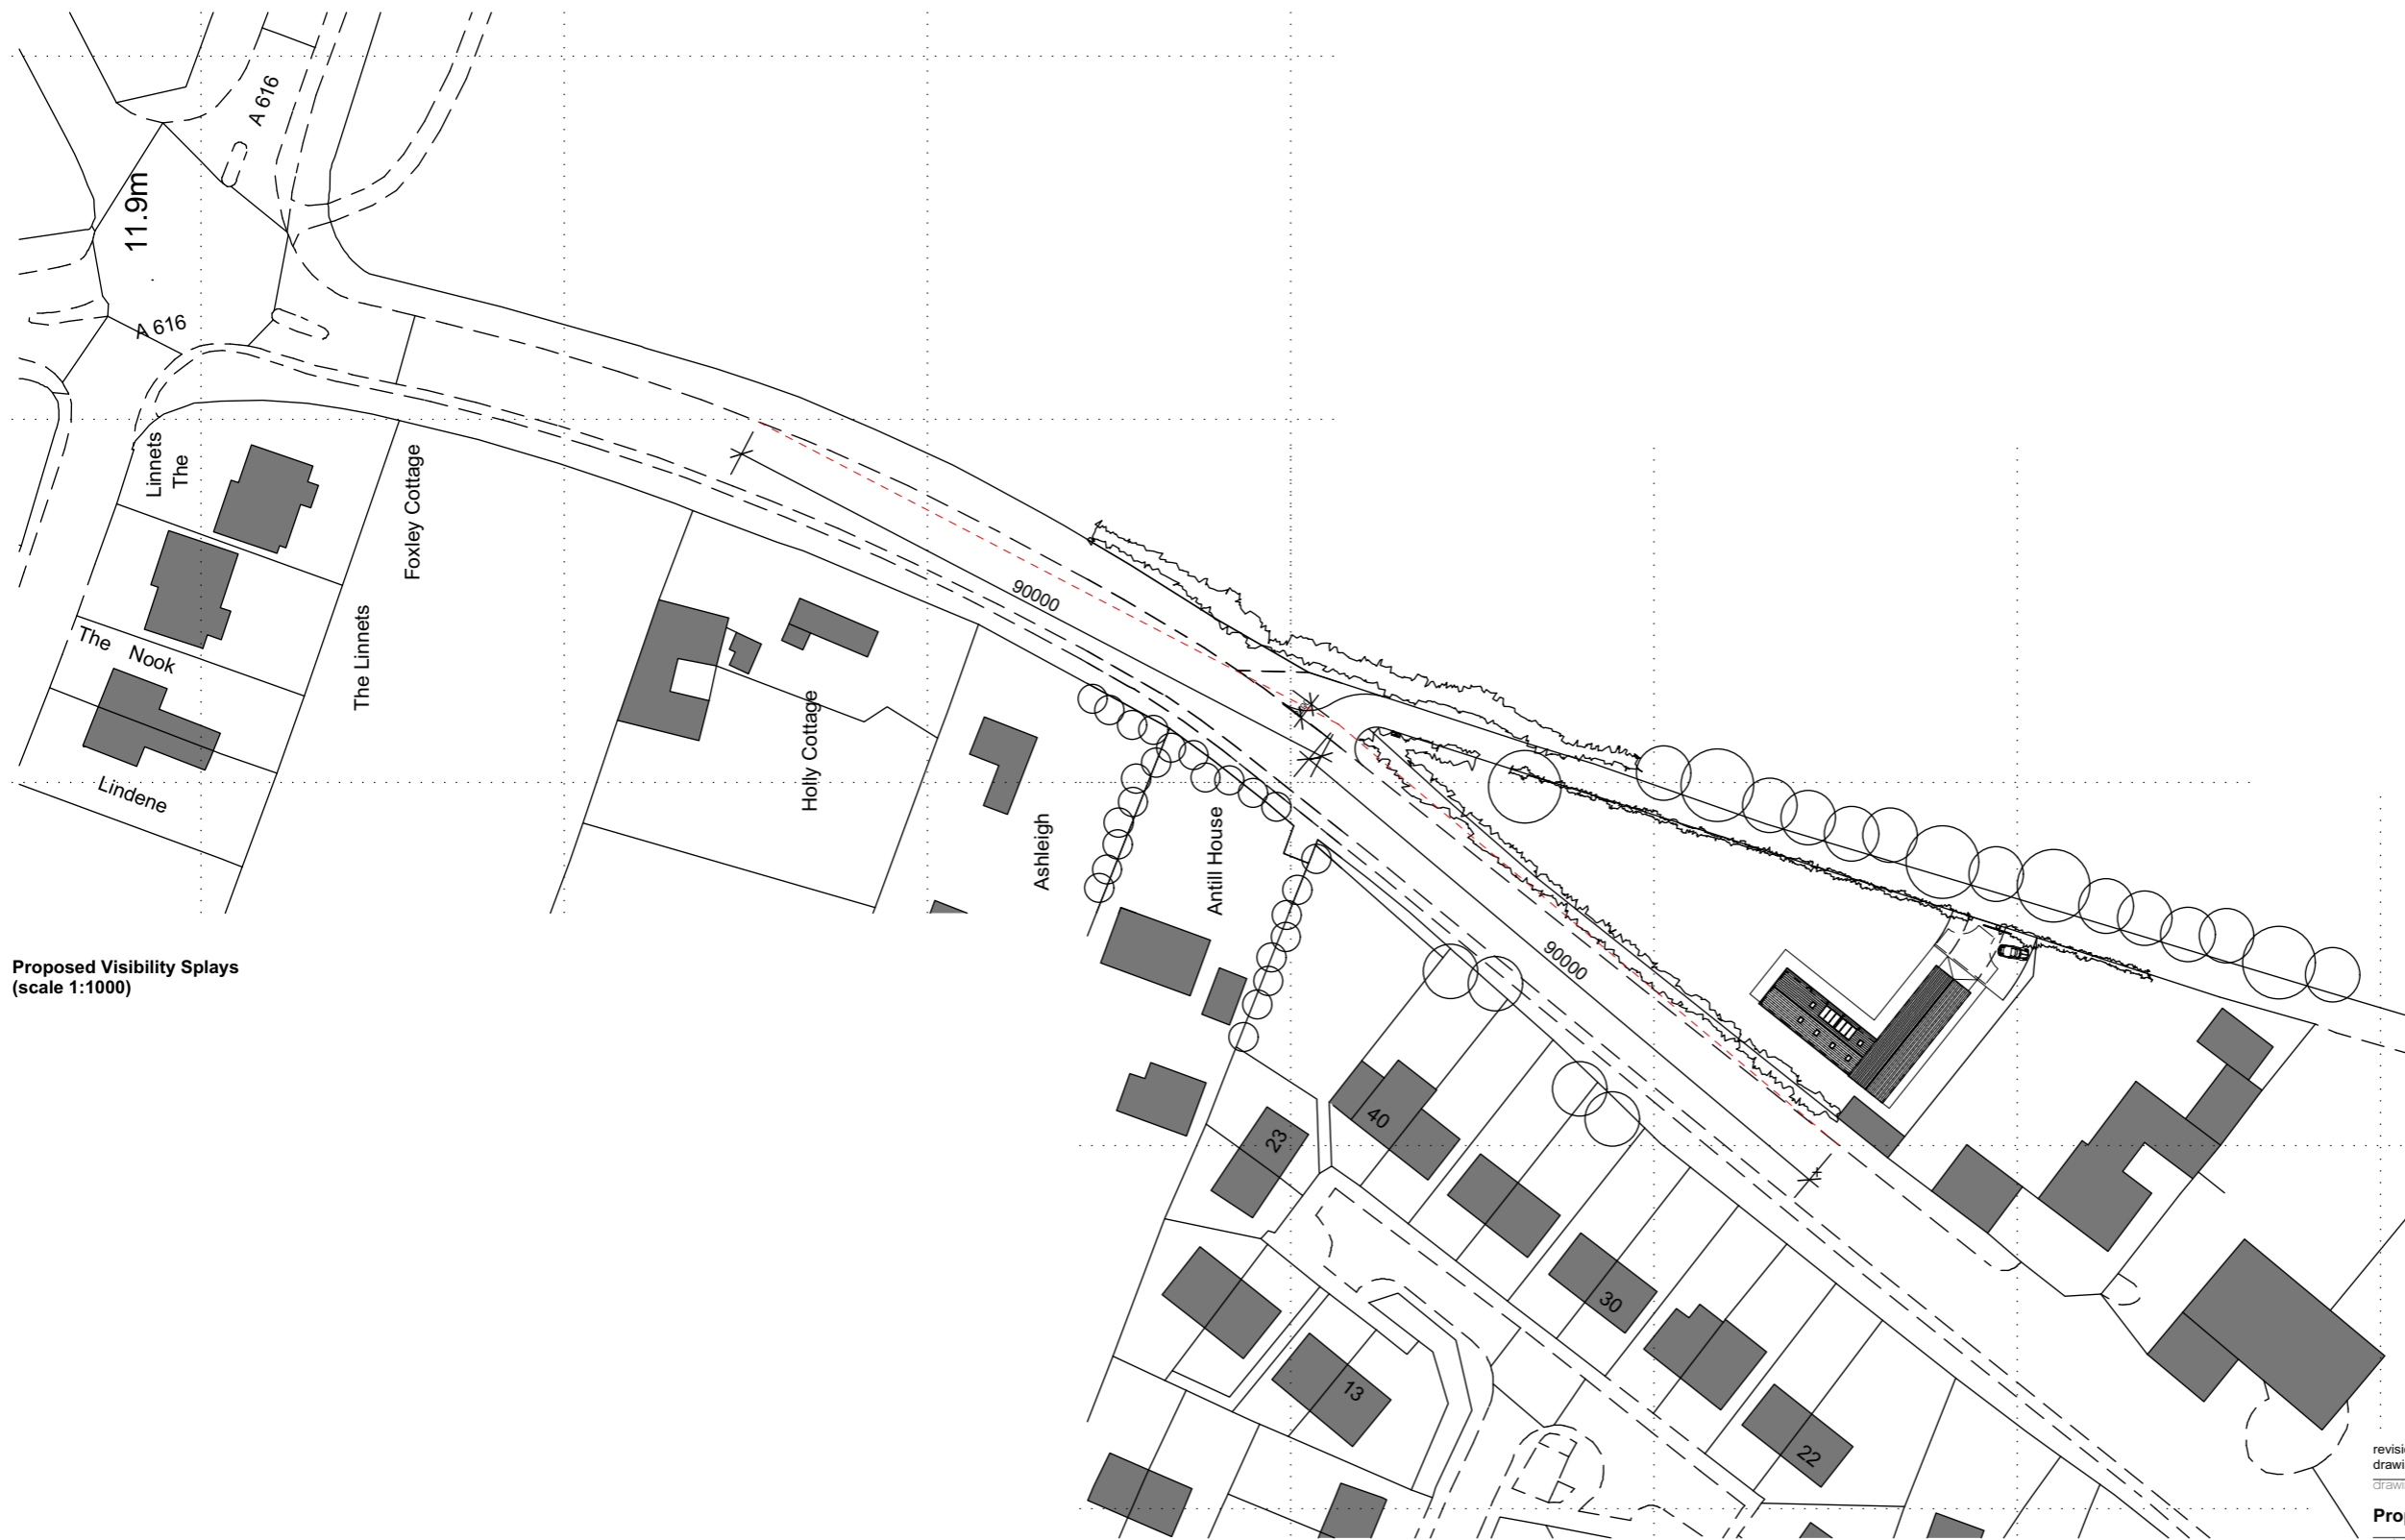 A 616
11.9m
A 616
Linnets
The
Foxley Cottage
The Linnets
The Nook
Lindene
Holly Cottage
90000
Ashleigh
Antill House
90000
Proposed Visibility Splays
(scale 1:1000)
40
23
30
13
22